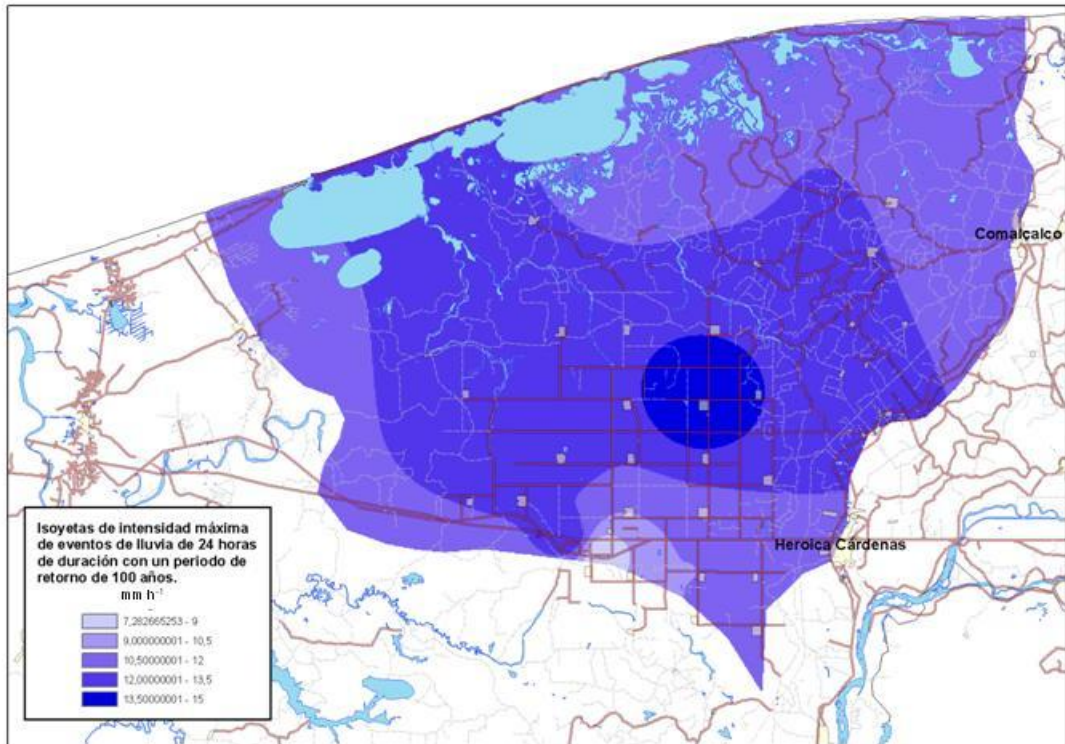 Comalçalco
Heroica Cárdenas
Isoyetas de intensidad máxima
de eventos de lluvia de 24 horas
de duración con un periodo de
retorno de 100 años.
mm h⁻¹
7,282665253 - 9
9,000000001 - 10,5
10,50000001 - 12
12,00000001 - 13,5
13,50000001 - 15